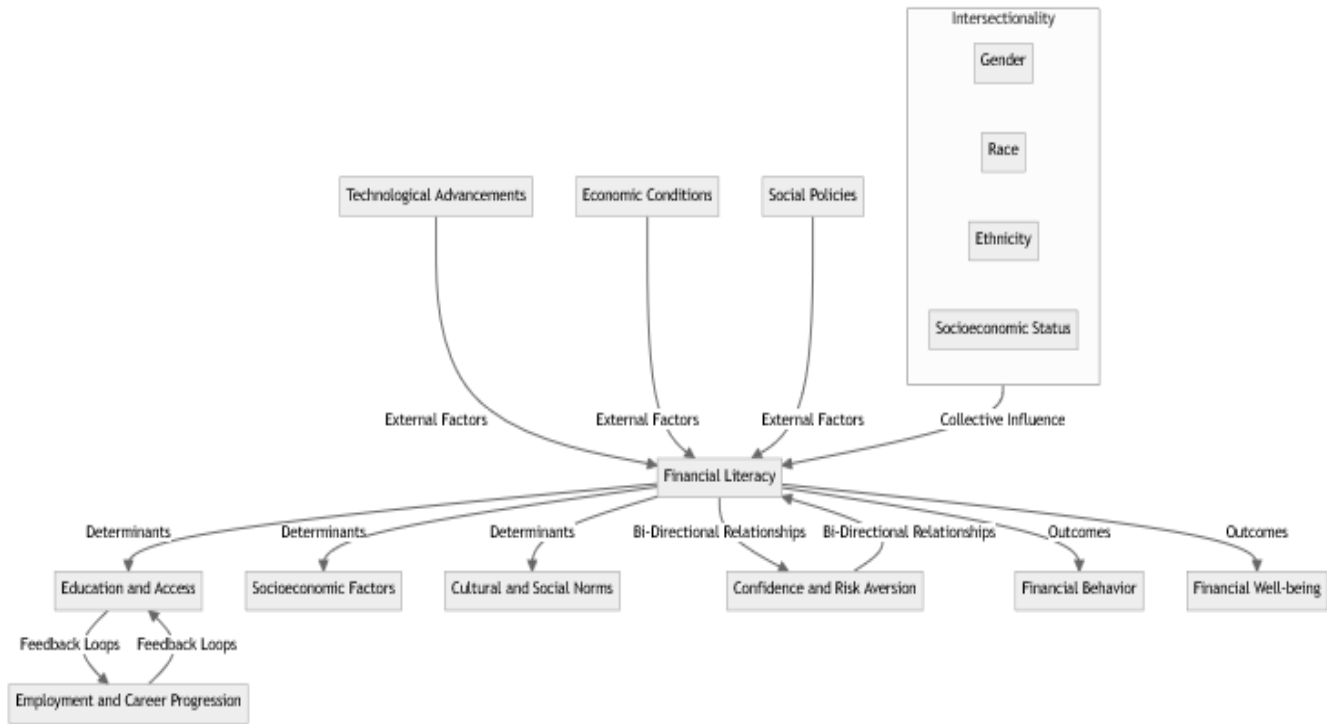 Intersectionality
Gender
Race
Technological Advancements
Economic Conditions
Social Policies
Ethnicity
Socioeconomic Status
External Factors
External Factors
External Factors
Collective Influence
Financial Literacy
Determinants
Determinants
Determinants
Bi-Directional Relationships
Bi-Directional Relationships
Outcomes
Outcomes
Education and Access
Socioeconomic Factors
Cultural and Social Norms
Confidence and Risk Aversion
Financial Behavior
Financial Well-being
Feedback Loops
Feedback Loops
Employment and Career Progression